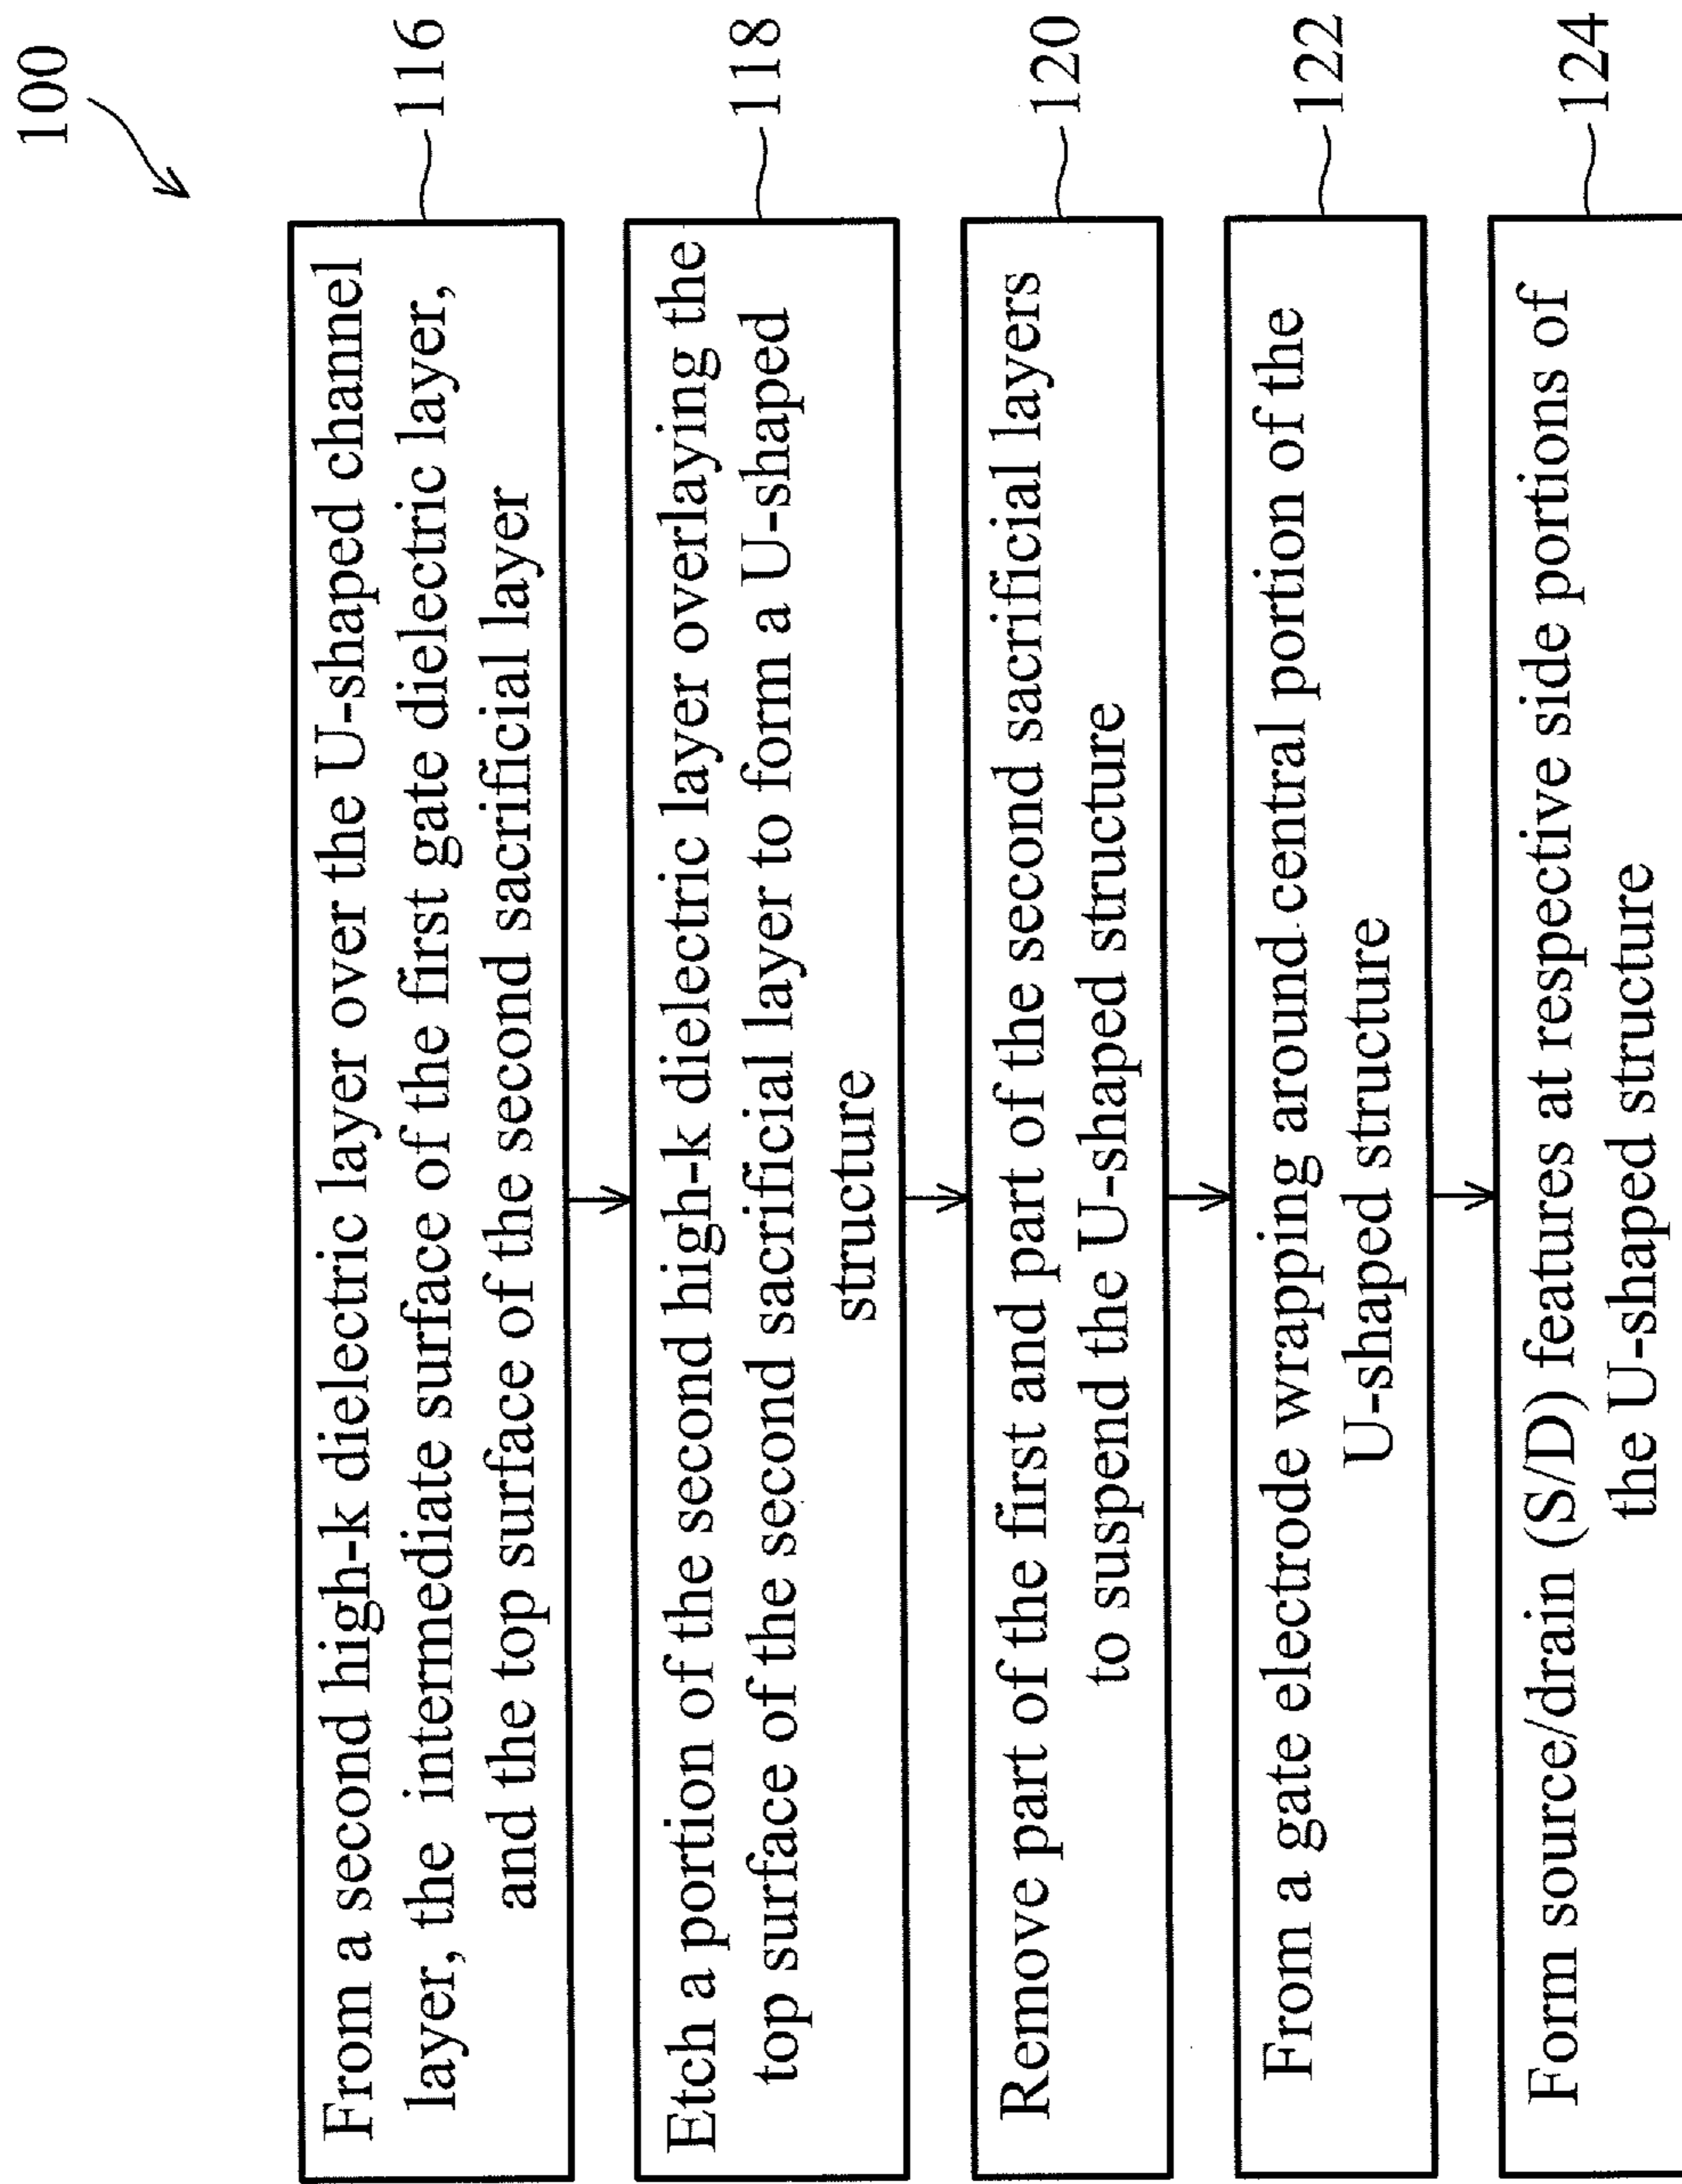 100
From a second high-k dielectric layer over the U-shaped channel
layer, the intermediate surface of the first gate dielectric layer,
and the top surface of the second sacrificial layer
116
Etch a portion of the second high-k dielectric layer overlaying the
top surface of the second sacrificial layer to form a U-shaped
structure
118
Remove part of the first and part of the second sacrificial layers
to suspend the U-shaped structure
120
From a gate electrode wrapping around central portion of the
U-shaped structure
122
Form source/drain (S/D) features at respective side portions of
the U-shaped structure
124